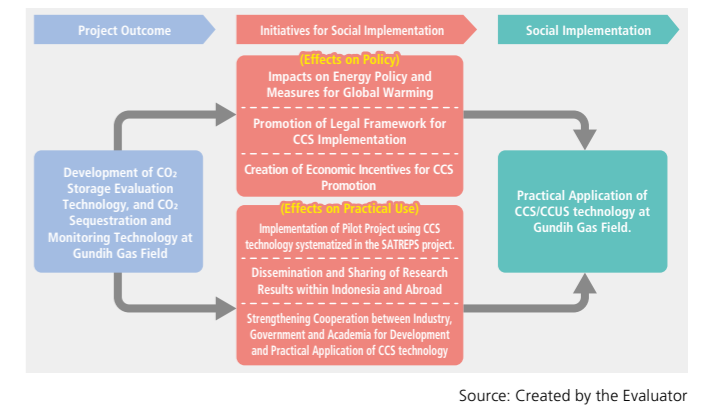 Project Outcome
Initiatives for Social Implementation
Social Implementation
(Effects on Policy)
Impacts on Energy Policy and
Measures for Global Warming
Promotion of Legal Framework for
CCS Implementation
Creation of Economic Incentives for CCS
Promotion
Development of CO₂
Storage Evaluation
Technology, and CO₂
Sequestration and
Monitoring Technology at
Gundih Gas Field
(Effects on Practical Use)
Implementation of Pilot Project using CCS
technology systematized in the SATREPS project.
Dissemination and Sharing of Research
Results within Indonesia and Abroad
Strengthening Cooperation between Industry,
Government and Academia for Development
and Practical Application of CCS technology
Practical Application of
CCS/CCUS technology at
Gundih Gas Field.
Source: Created by the Evaluator